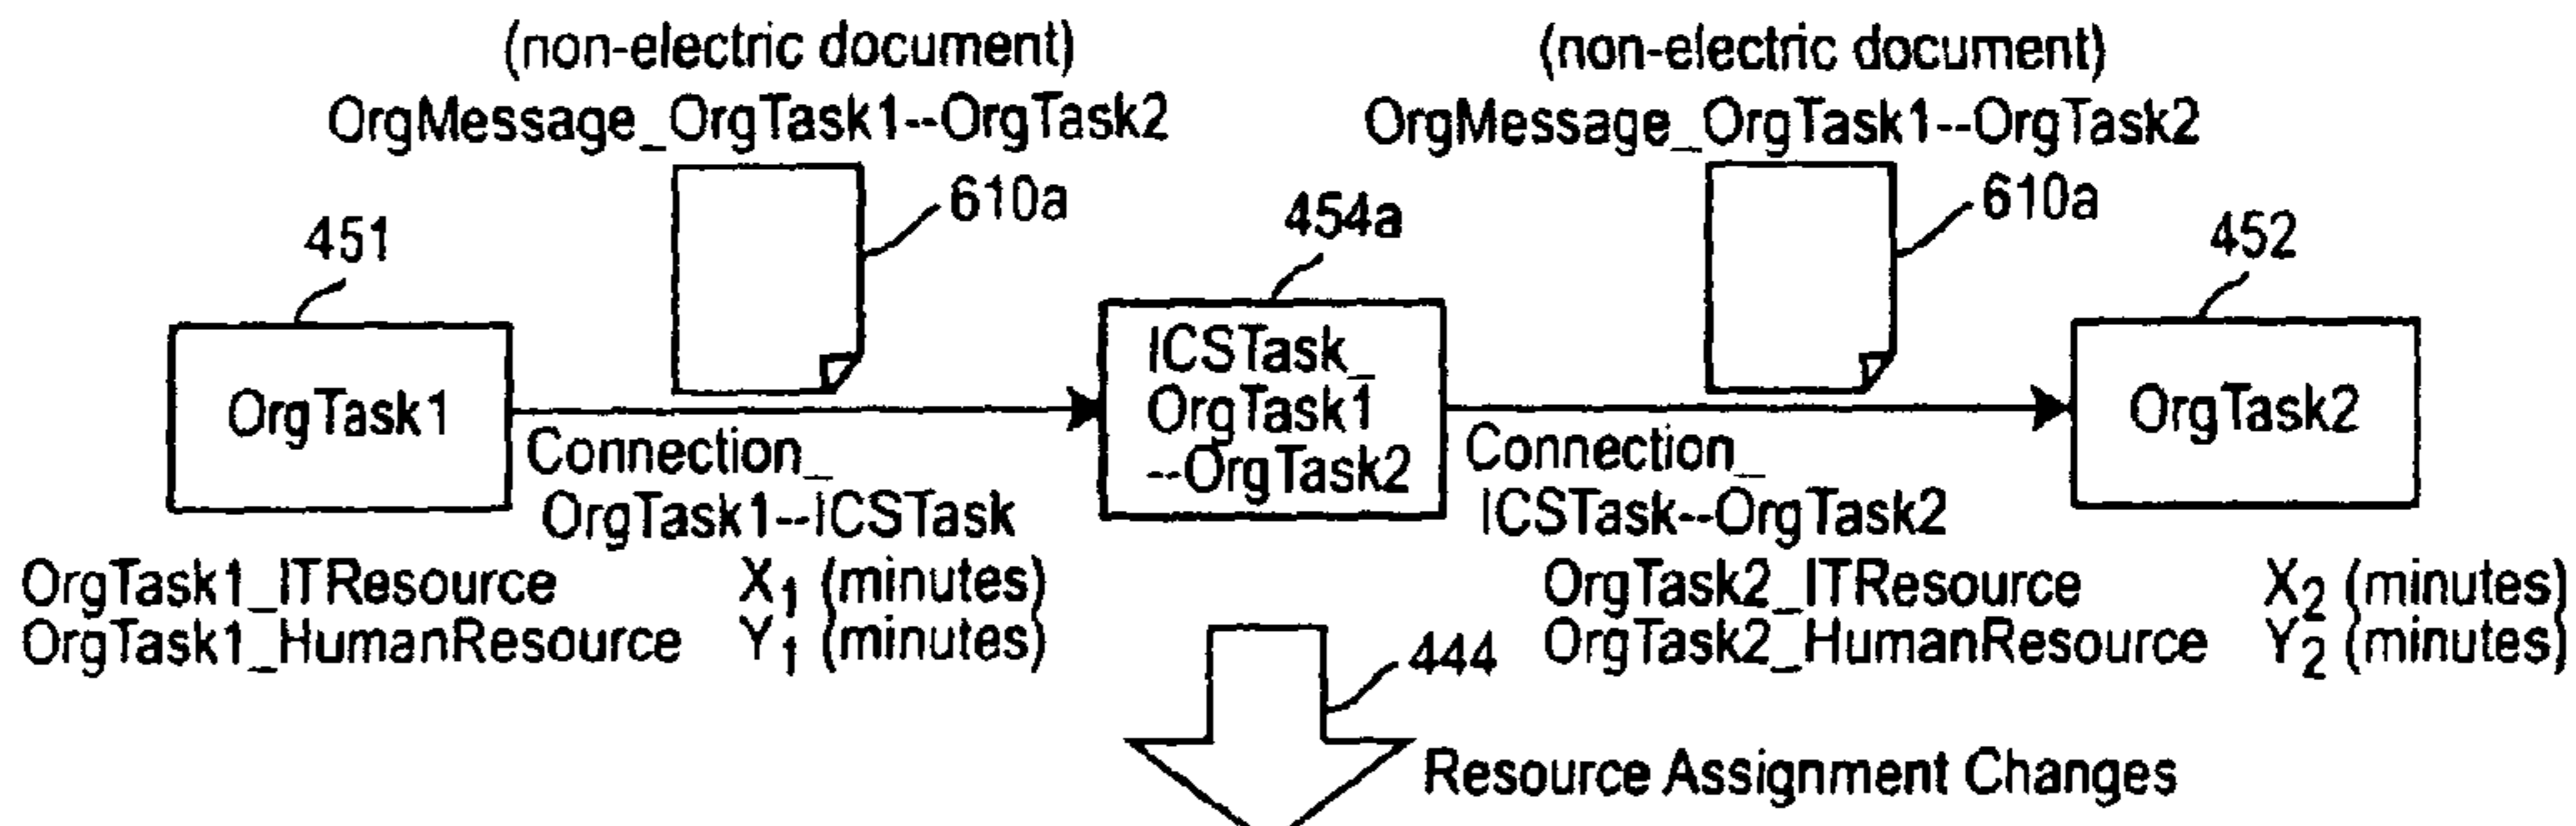 (non-electric document)
OrgMessage_OrgTask1--OrgTask2
610a
451
OrgTask1
Connection_
OrgTask1--ICSTask
OrgTask1_ITResource X1 (minutes)
OrgTask1_HumanResource Y1 (minutes)
454a
ICSTask_
OrgTask1
--OrgTask2
(non-electric document)
OrgMessage_OrgTask1--OrgTask2
610a
452
OrgTask2
Connection_
ICSTask--OrgTask2
OrgTask2_ITResource X2 (minutes)
OrgTask2_HumanResource Y2 (minutes)
444
Resource Assignment Changes